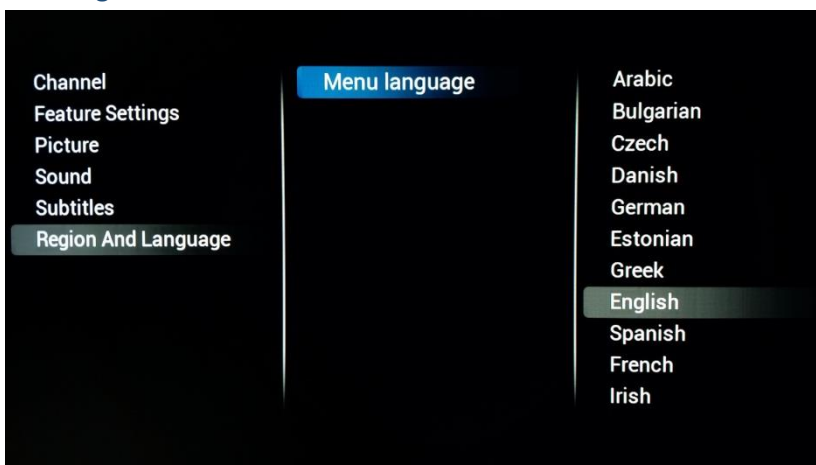 Channel
Feature Settings
Picture
Sound
Subtitles
Region And Language
Menu language
Arabic
Bulgarian
Czech
Danish
German
Estonian
Greek
English
Spanish
French
Irish